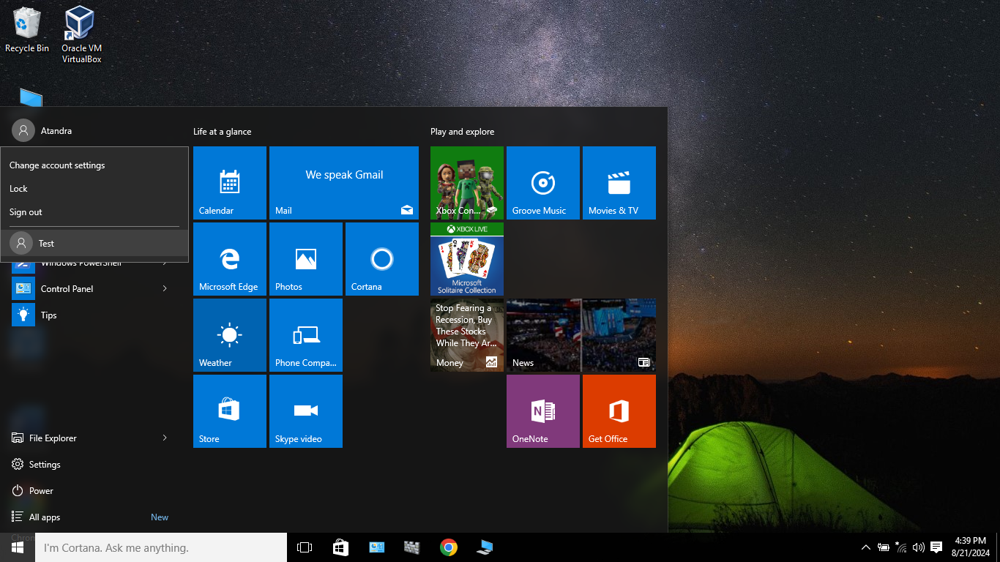 Recycle Bin
Oracle VM
VirtualBox
Atandra
Change account settings
Lock
Sign out
Test
Windows PowerShell
Control Panel
Tips
File Explorer
Settings
Power
All apps
New
Life at a glance
Calendar
We speak Gmail
Mail
Microsoft Edge
Photos
Cortana
Weather
Phone Compa...
Store
Skype video
Play and explore
Xbox Con...
Groove Music
Movies & TV
XBOX LIVE
Microsoft
Solitaire Collection
Stop Fearing a
Recession, Buy
These Stocks
While They Ar...
Money
News
OneNote
Get Office
Chrom
I'm Cortana. Ask me anything.
4:39 PM
8/21/2024